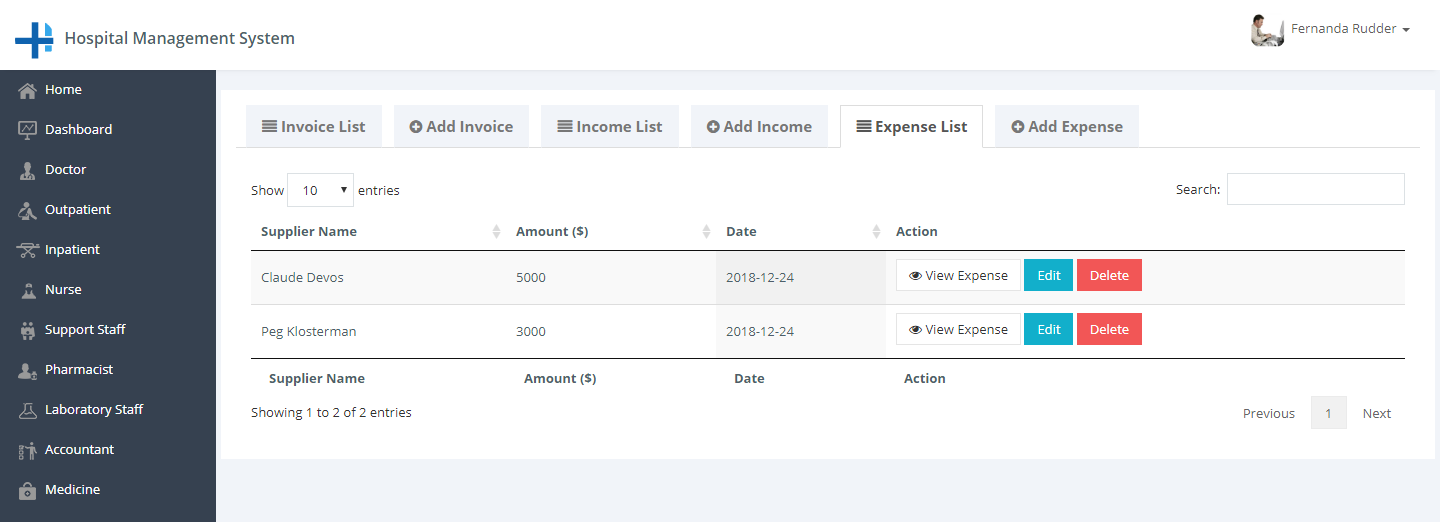 Hospital Management System
Fernanda Rudder
Home
Dashboard
Doctor
Outpatient
Inpatient
Nurse
Support Staff
Pharmacist
Laboratory Staff
Accountant
Medicine
Invoice List Add Invoice Income List Add Income Expense List Add Expense
Show 10 entries Search:
Supplier Name Amount ($) Date Action
Claude Devos 5000 2018-12-24 View Expense Edit Delete
Peg Klosterman 3000 2018-12-24 View Expense Edit Delete
Supplier Name Amount ($) Date Action
Showing 1 to 2 of 2 entries Previous 1 Next